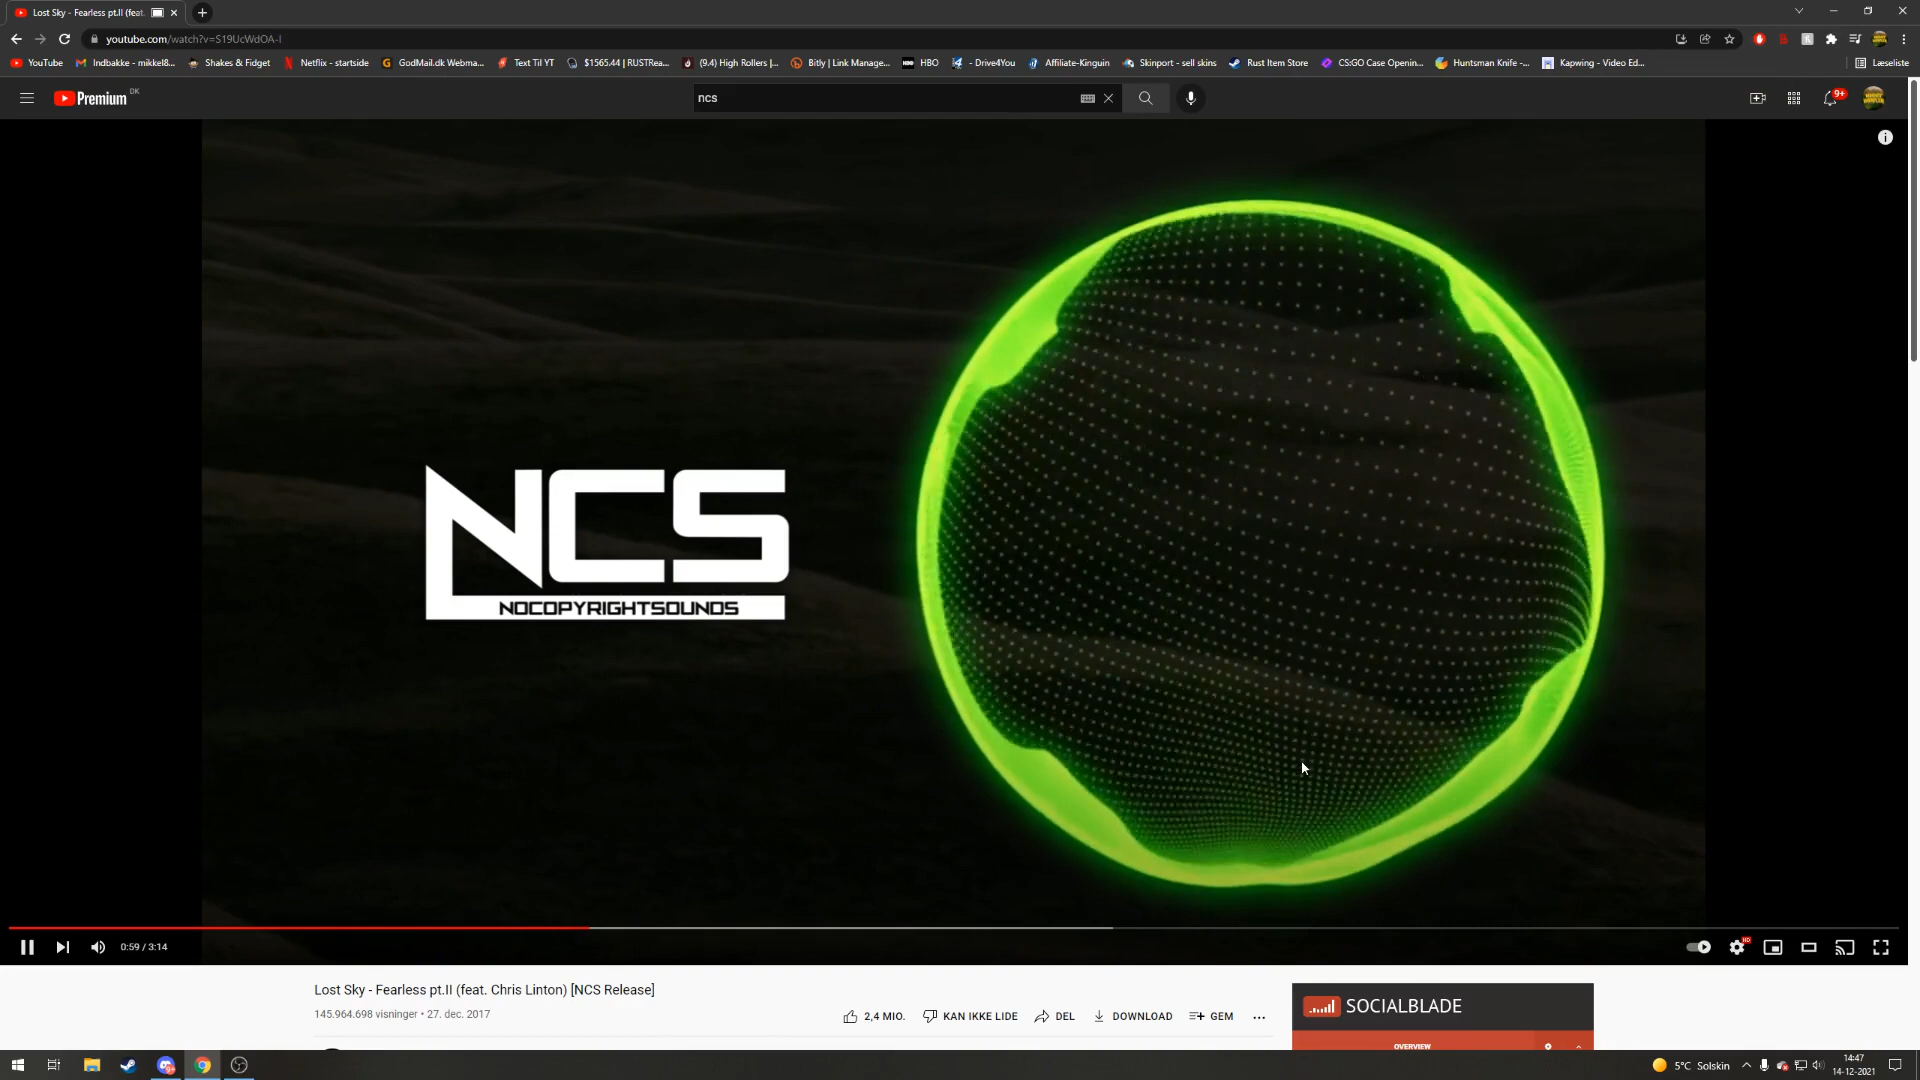 Lost Sky - Fearless pt.II (feat.
youtube.com/watch?v=S19UcWdOA-I
YouTube
Indbakke - mikkel8...
Shakes & Fidget
Netflix - startside
GodMail.dk Webma...
Text Til YT
$1565.44 | RUSTRea...
(9.4) High Rollers |...
Bitly | Link Manage...
HBO
- Drive4You
Affiliate-Kinguin
Skinport - sell skins
Rust Item Store
CS:GO Case Openin...
Huntsman Knife -...
Kapwing - Video Ed...
Læseliste
Premium DK
ncs
9+
NCS
NOCOPYRIGHTSOUNDS
0:59 / 3:14
HD
Lost Sky - Fearless pt.II (feat. Chris Linton) [NCS Release]
145.964.698 visninger • 27. dec. 2017
2,4 MIO.
KAN IKKE LIDE
DEL
DOWNLOAD
GEM
SOCIALBLADE
OVERVIEW
5°C Solskin
14:47
14-12-2021